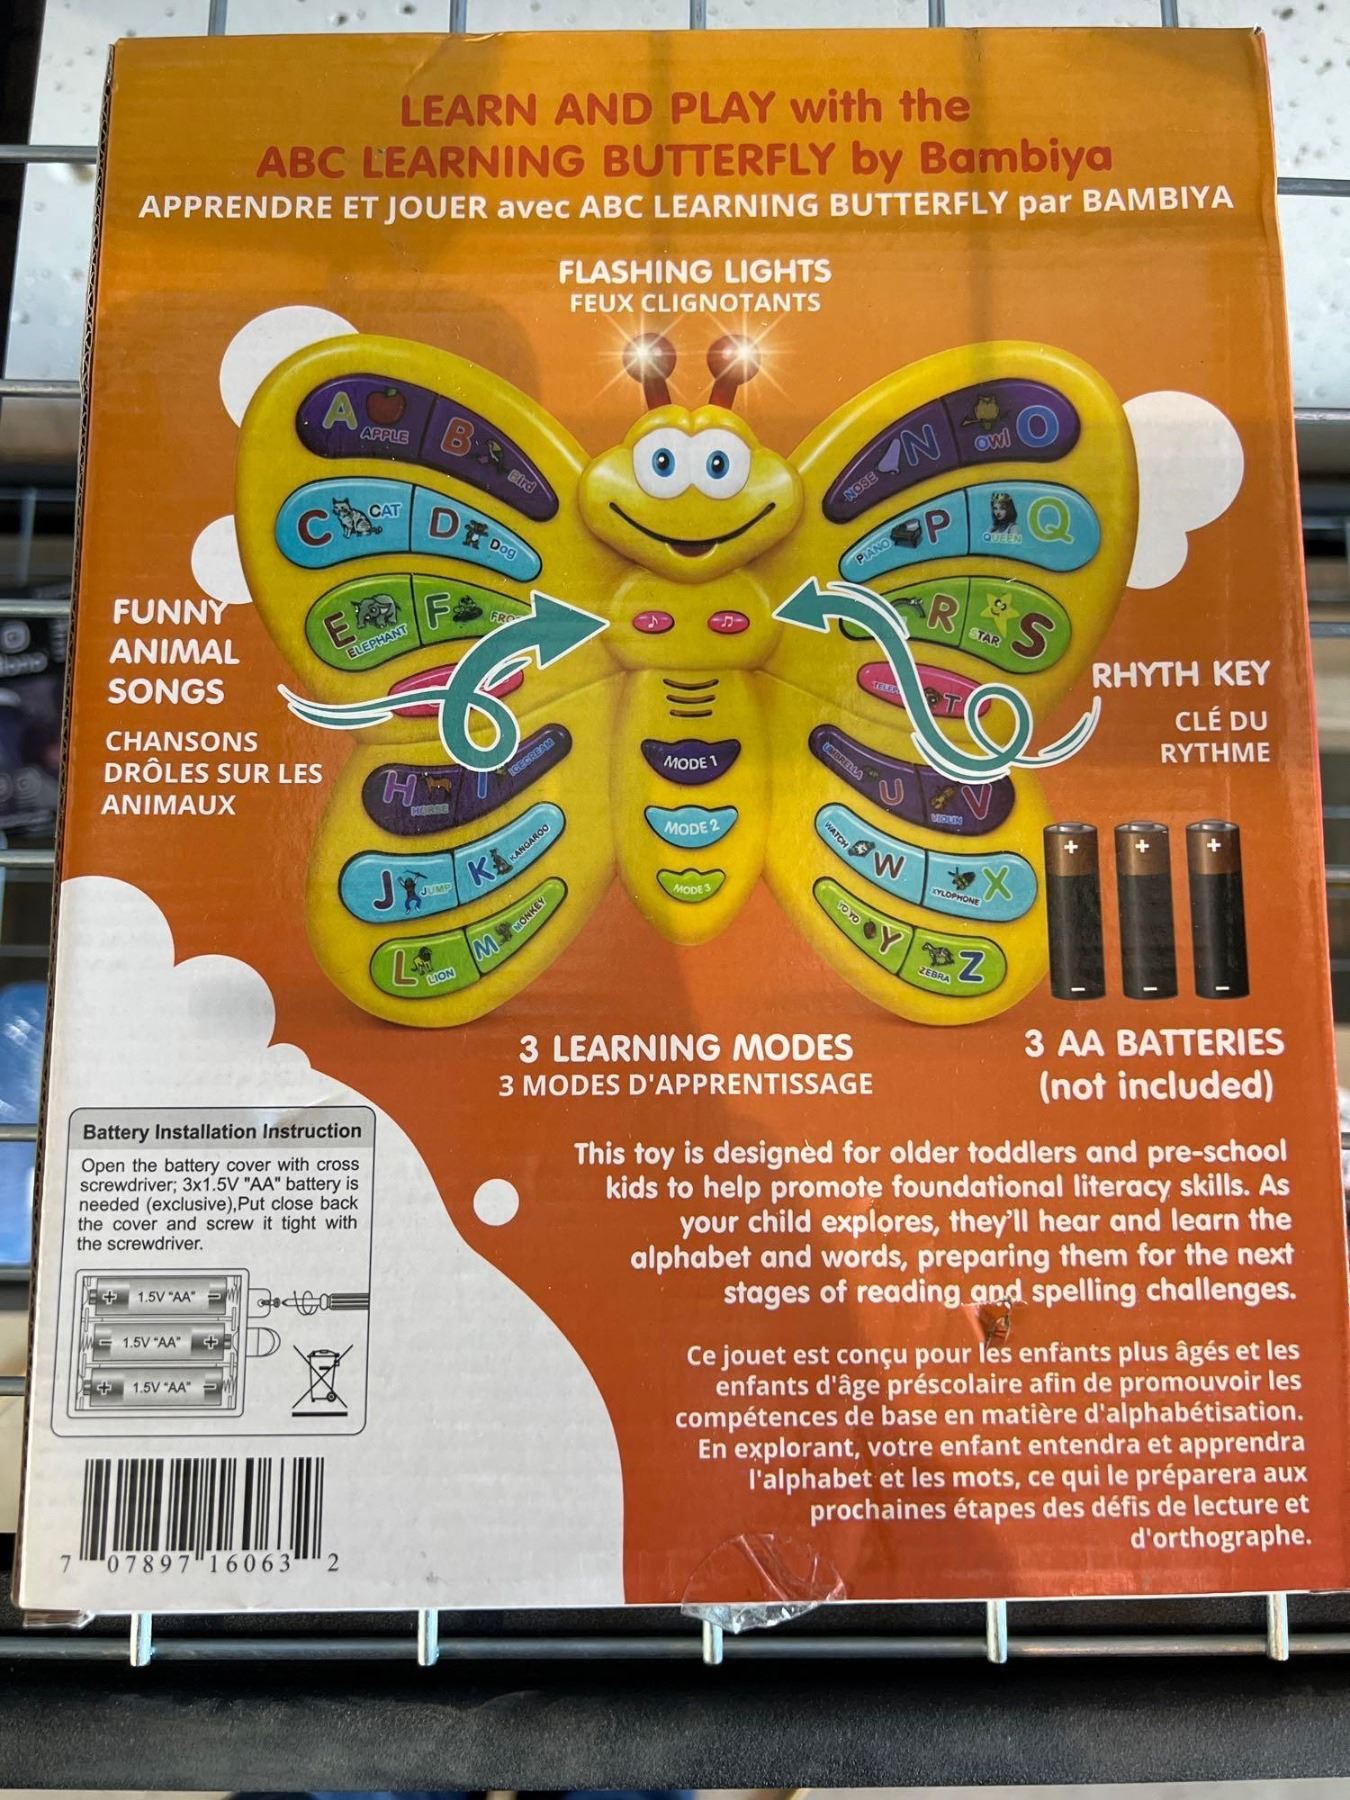 LEARN AND PLAY with the
ABC LEARNING BUTTERFLY by Bambiya
APPRENDRE ET JOUER avec ABC LEARNING BUTTERFLY par BAMBIYA
FLASHING LIGHTS
FEUX CLIGNOTANTS
A APPLE
B Bird
C CAT
D Dog
E ELEPHANT
F
H HORSE
I ICECREAM
J JUMP
K KANGAROO
L LION
M MONKEY
NOSE N
owl O
PIANO P
QUEEN Q
R
STAR S
T
UMBRELLA U
VIOLIN V
WATCH W
XYLOPHONE X
YO YO Y
ZEBRA Z
MODE 1
MODE 2
MODE 3
FUNNY
ANIMAL
SONGS
CHANSONS
DRÔLES SUR LES
ANIMAUX
RHYTH KEY
CLÉ DU
RYTHME
3 LEARNING MODES
3 MODES D'APPRENTISSAGE
3 AA BATTERIES
(not included)
This toy is designed for older toddlers and pre-school
kids to help promote foundational literacy skills. As
your child explores, they'll hear and learn the
alphabet and words, preparing them for the next
stages of reading and spelling challenges.
Ce jouet est conçu pour les enfants plus âgés et les
enfants d'âge préscolaire afin de promouvoir les
compétences de base en matière d'alphabétisation.
En explorant, votre enfant entendra et apprendra
l'alphabet et les mots, ce qui le préparera aux
prochaines étapes des défis de lecture et
d'orthographe.
Battery Installation Instruction
Open the battery cover with cross
screwdriver; 3x1.5V "AA" battery is
needed (exclusive),Put close back
the cover and screw it tight with
the screwdriver.
+ 1.5V "AA" -
- 1.5V "AA" +
+ 1.5V "AA" -
7 07897 16063 2